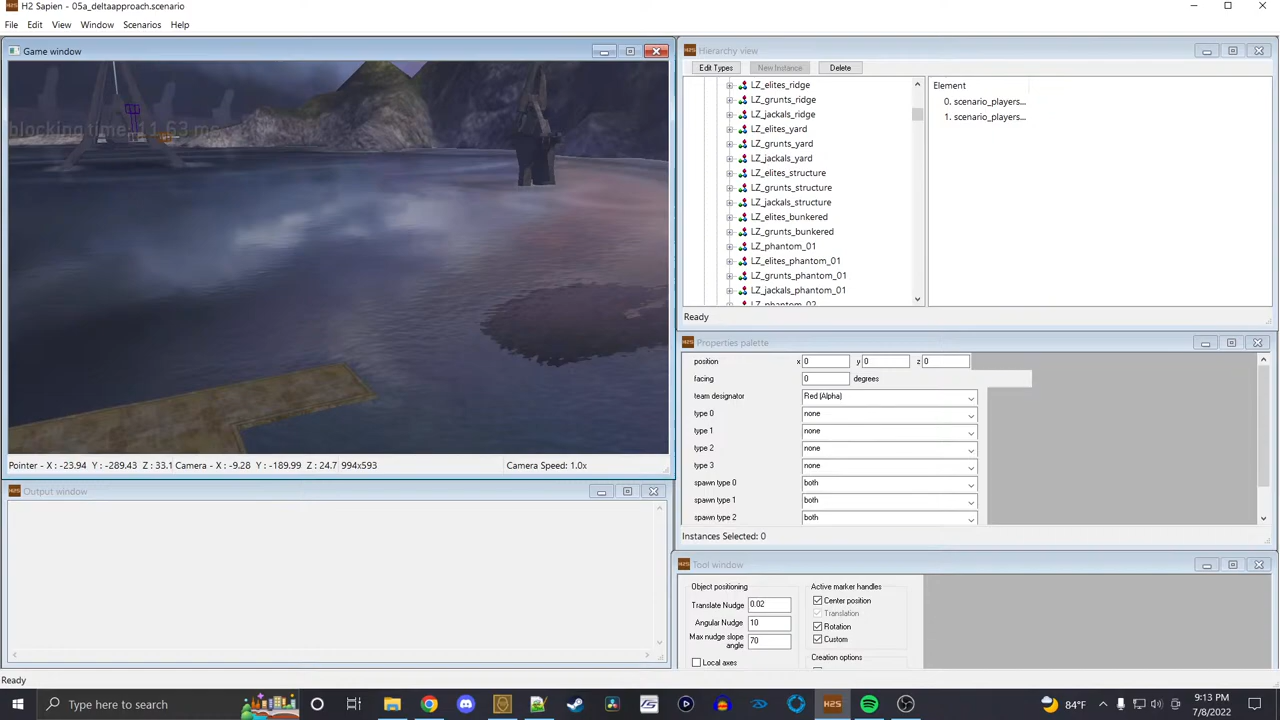 H2 Sapien - 05a_deltaapproach.scenario
File Edit View Window Scenarios Help
Game window
blocking time: 11.63 ms
Pointer - X : -23.94 Y : -289.43 Z : 33.1 Camera - X : -9.28 Y : -189.99 Z : 24.7 994x593 Camera Speed: 1.0x
Output window
Hierarchy view
Edit Types New Instance Delete
LZ_elites_ridge
LZ_grunts_ridge
LZ_jackals_ridge
LZ_elites_yard
LZ_grunts_yard
LZ_jackals_yard
LZ_elites_structure
LZ_grunts_structure
LZ_jackals_structure
LZ_elites_bunkered
LZ_grunts_bunkered
LZ_phantom_01
LZ_elites_phantom_01
LZ_grunts_phantom_01
LZ_jackals_phantom_01
LZ_phantom_02
Element
0. scenario_players...
1. scenario_players...
Ready
Properties palette
position x 0 y 0 z 0
facing 0 degrees
team designator Red (Alpha)
type 0 none
type 1 none
type 2 none
type 3 none
spawn type 0 both
spawn type 1 both
spawn type 2 both
Instances Selected: 0
Tool window
Object positioning
Translate Nudge 0.02
Angular Nudge 10
Max nudge slope angle 70
Local axes
Active marker handles
Center position
Translation
Rotation
Custom
Creation options
Ready
Type here to search
H2S
84°F
9:13 PM
7/8/2022